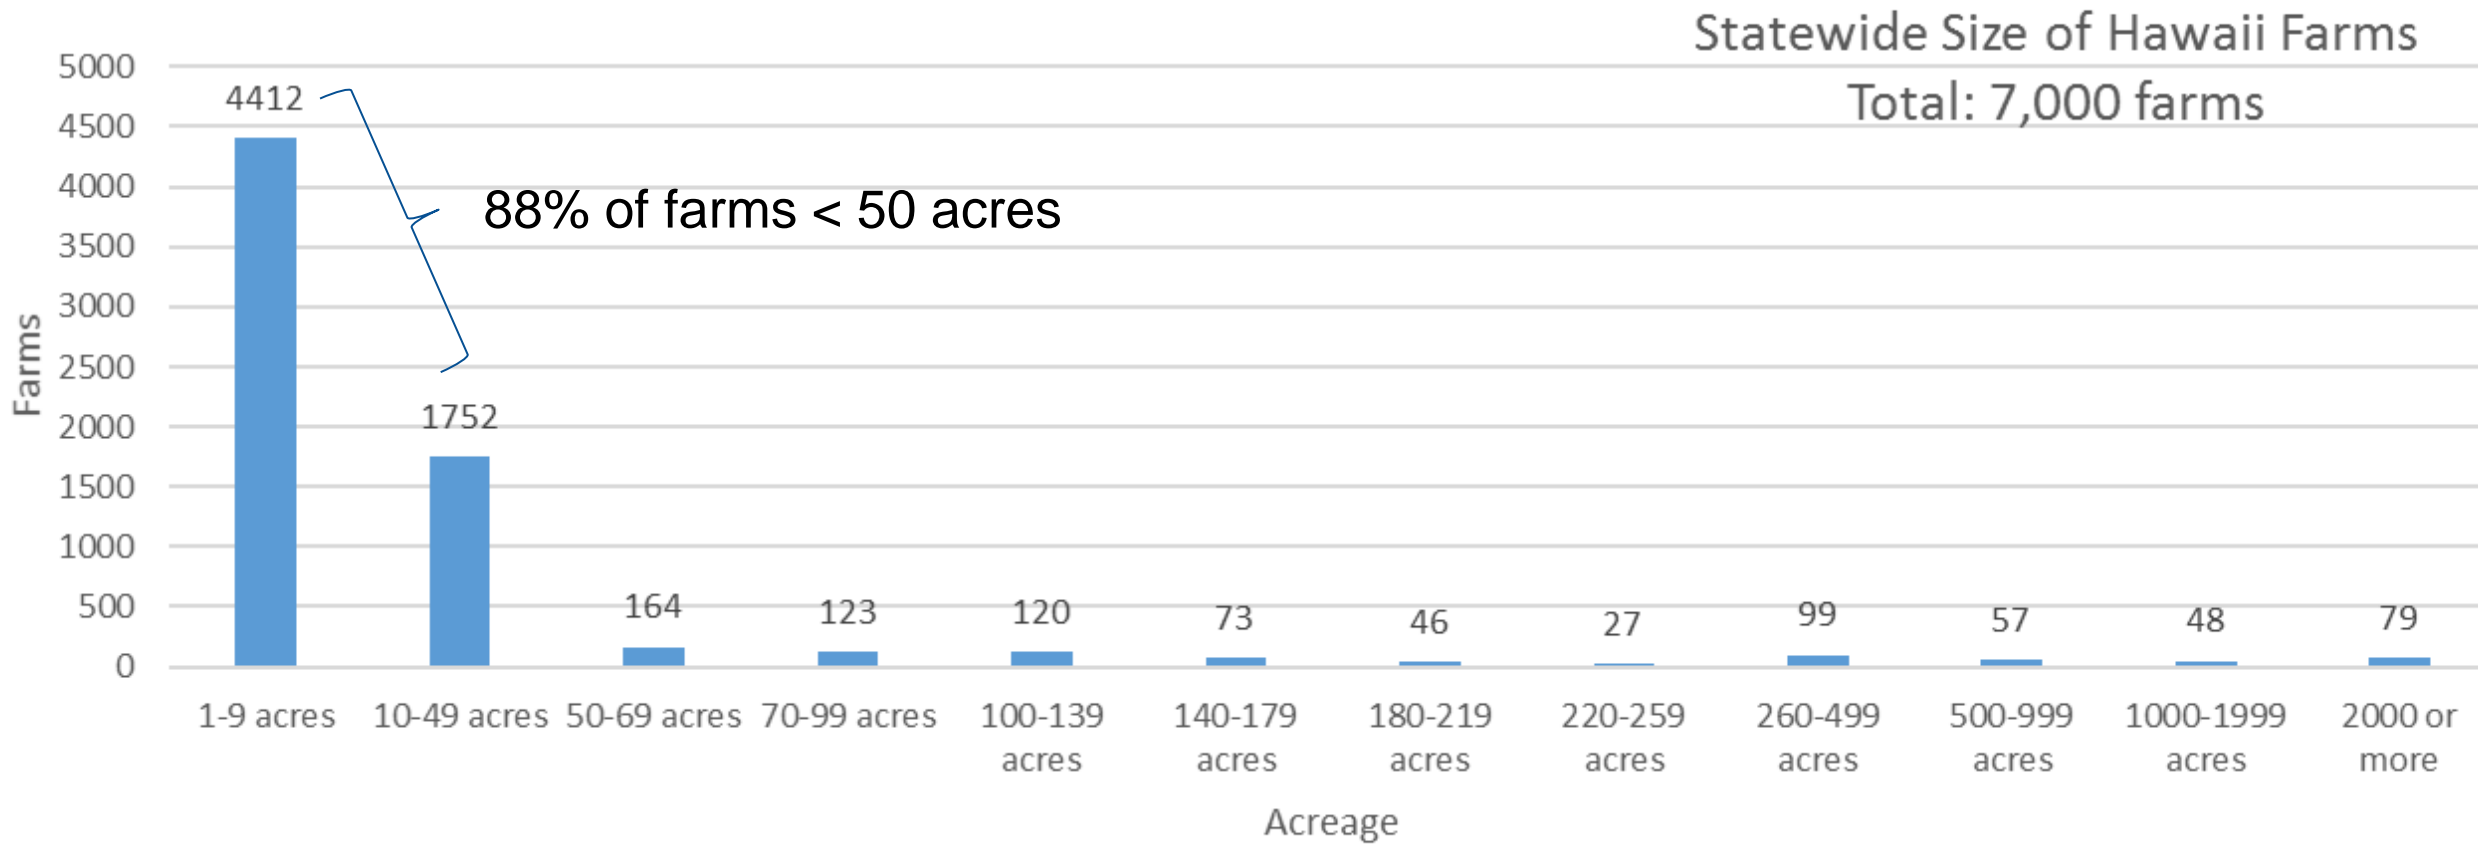 Statewide Size of Hawaii Farms
Total: 7,000 farms
5000
4500
4000
3500
3000
2500
2000
1500
1000
500
0
Farms
4412
1752
164
123
120
73
46
27
99
57
48
79
88% of farms < 50 acres
1-9 acres
10-49 acres
50-69 acres
70-99 acres
100-139
acres
140-179
acres
180-219
acres
220-259
acres
260-499
acres
500-999
acres
1000-1999
acres
2000 or
more
Acreage